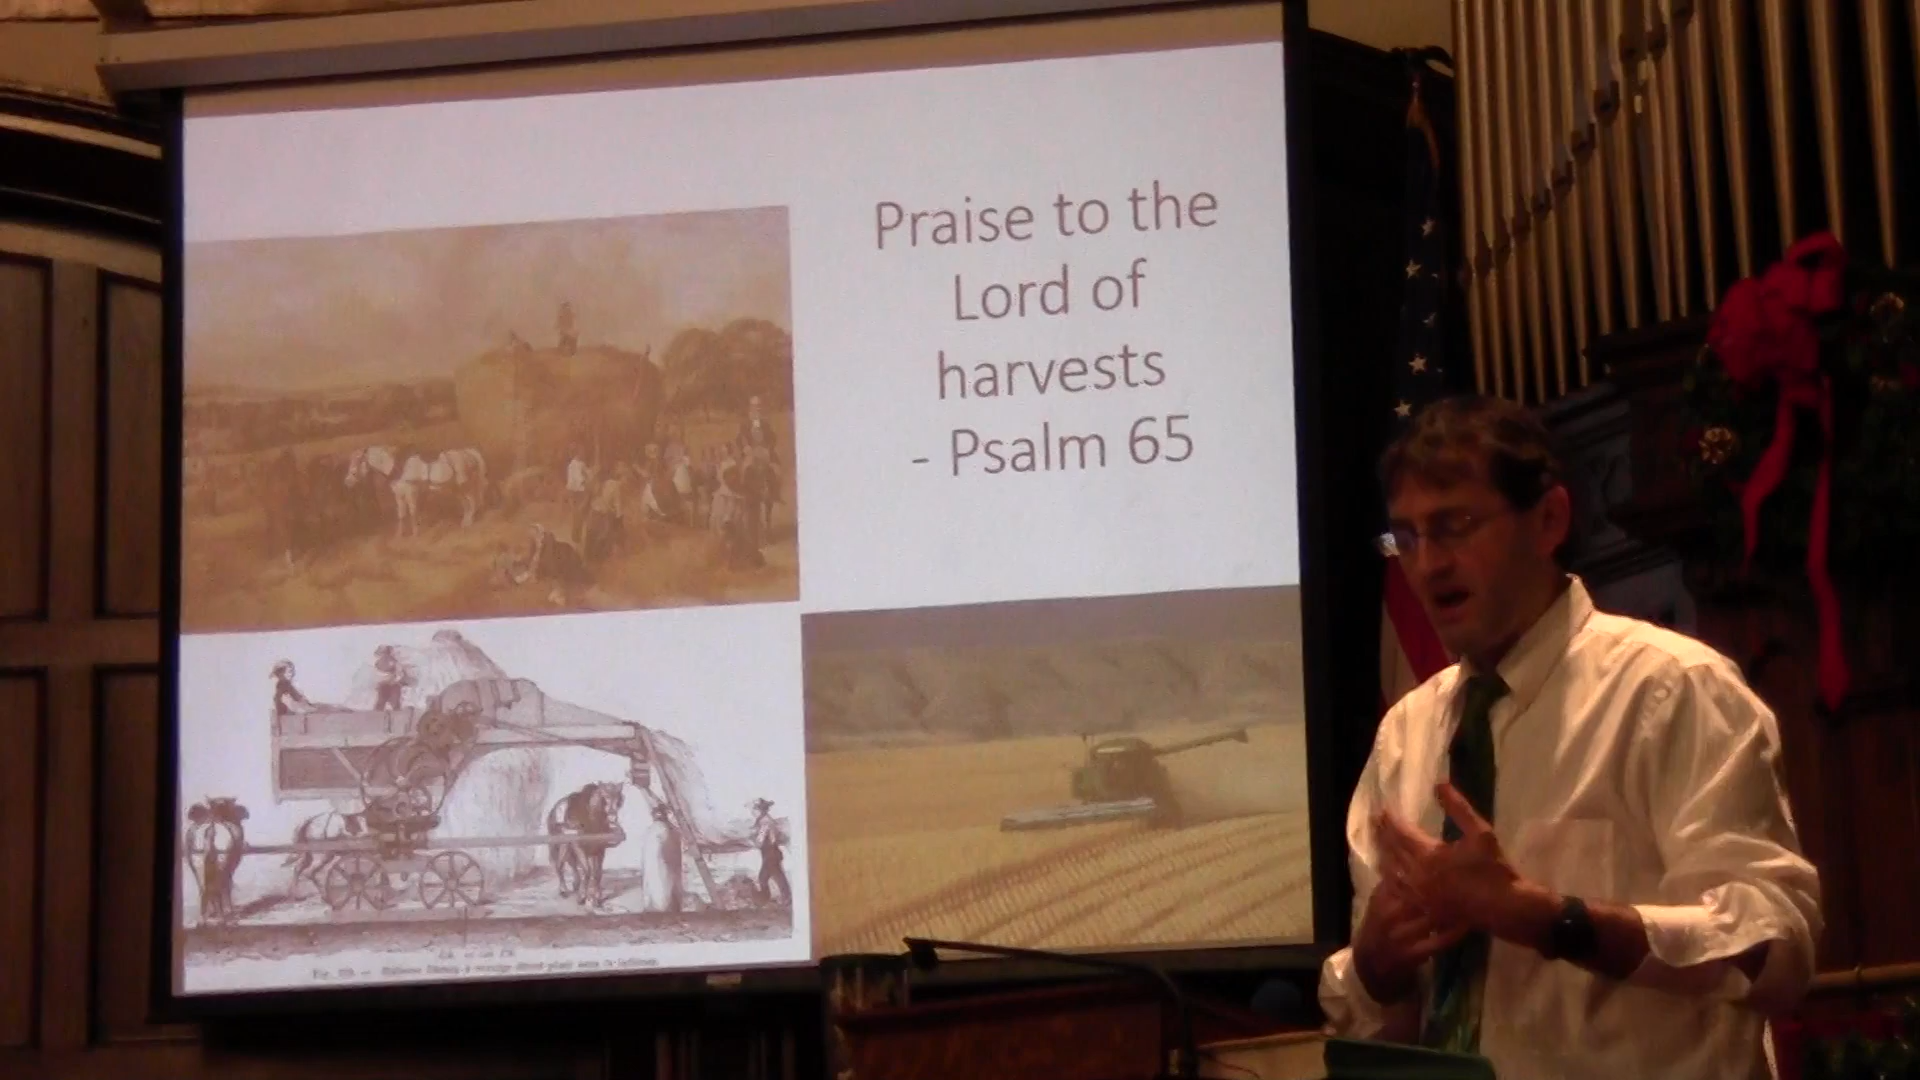 Praise to the
Lord of
harvests
- Psalm 65